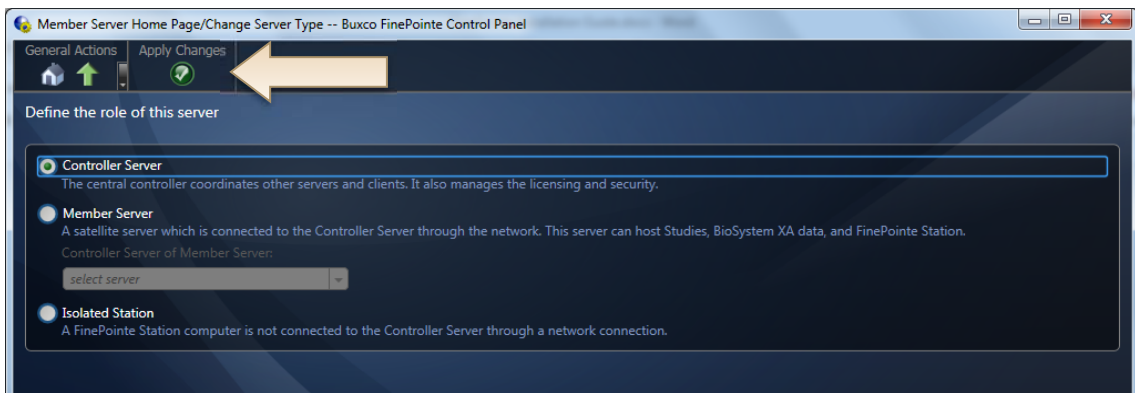 Member Server Home Page/Change Server Type -- Buxco FinePointe Control Panel
General Actions
Apply Changes
Define the role of this server
Controller Server
The central controller coordinates other servers and clients. It also manages the licensing and security.
Member Server
A satellite server which is connected to the Controller Server through the network. This server can host Studies, BioSystem XA data, and FinePointe Station.
Controller Server of Member Server:
select server
Isolated Station
A FinePointe Station computer is not connected to the Controller Server through a network connection.